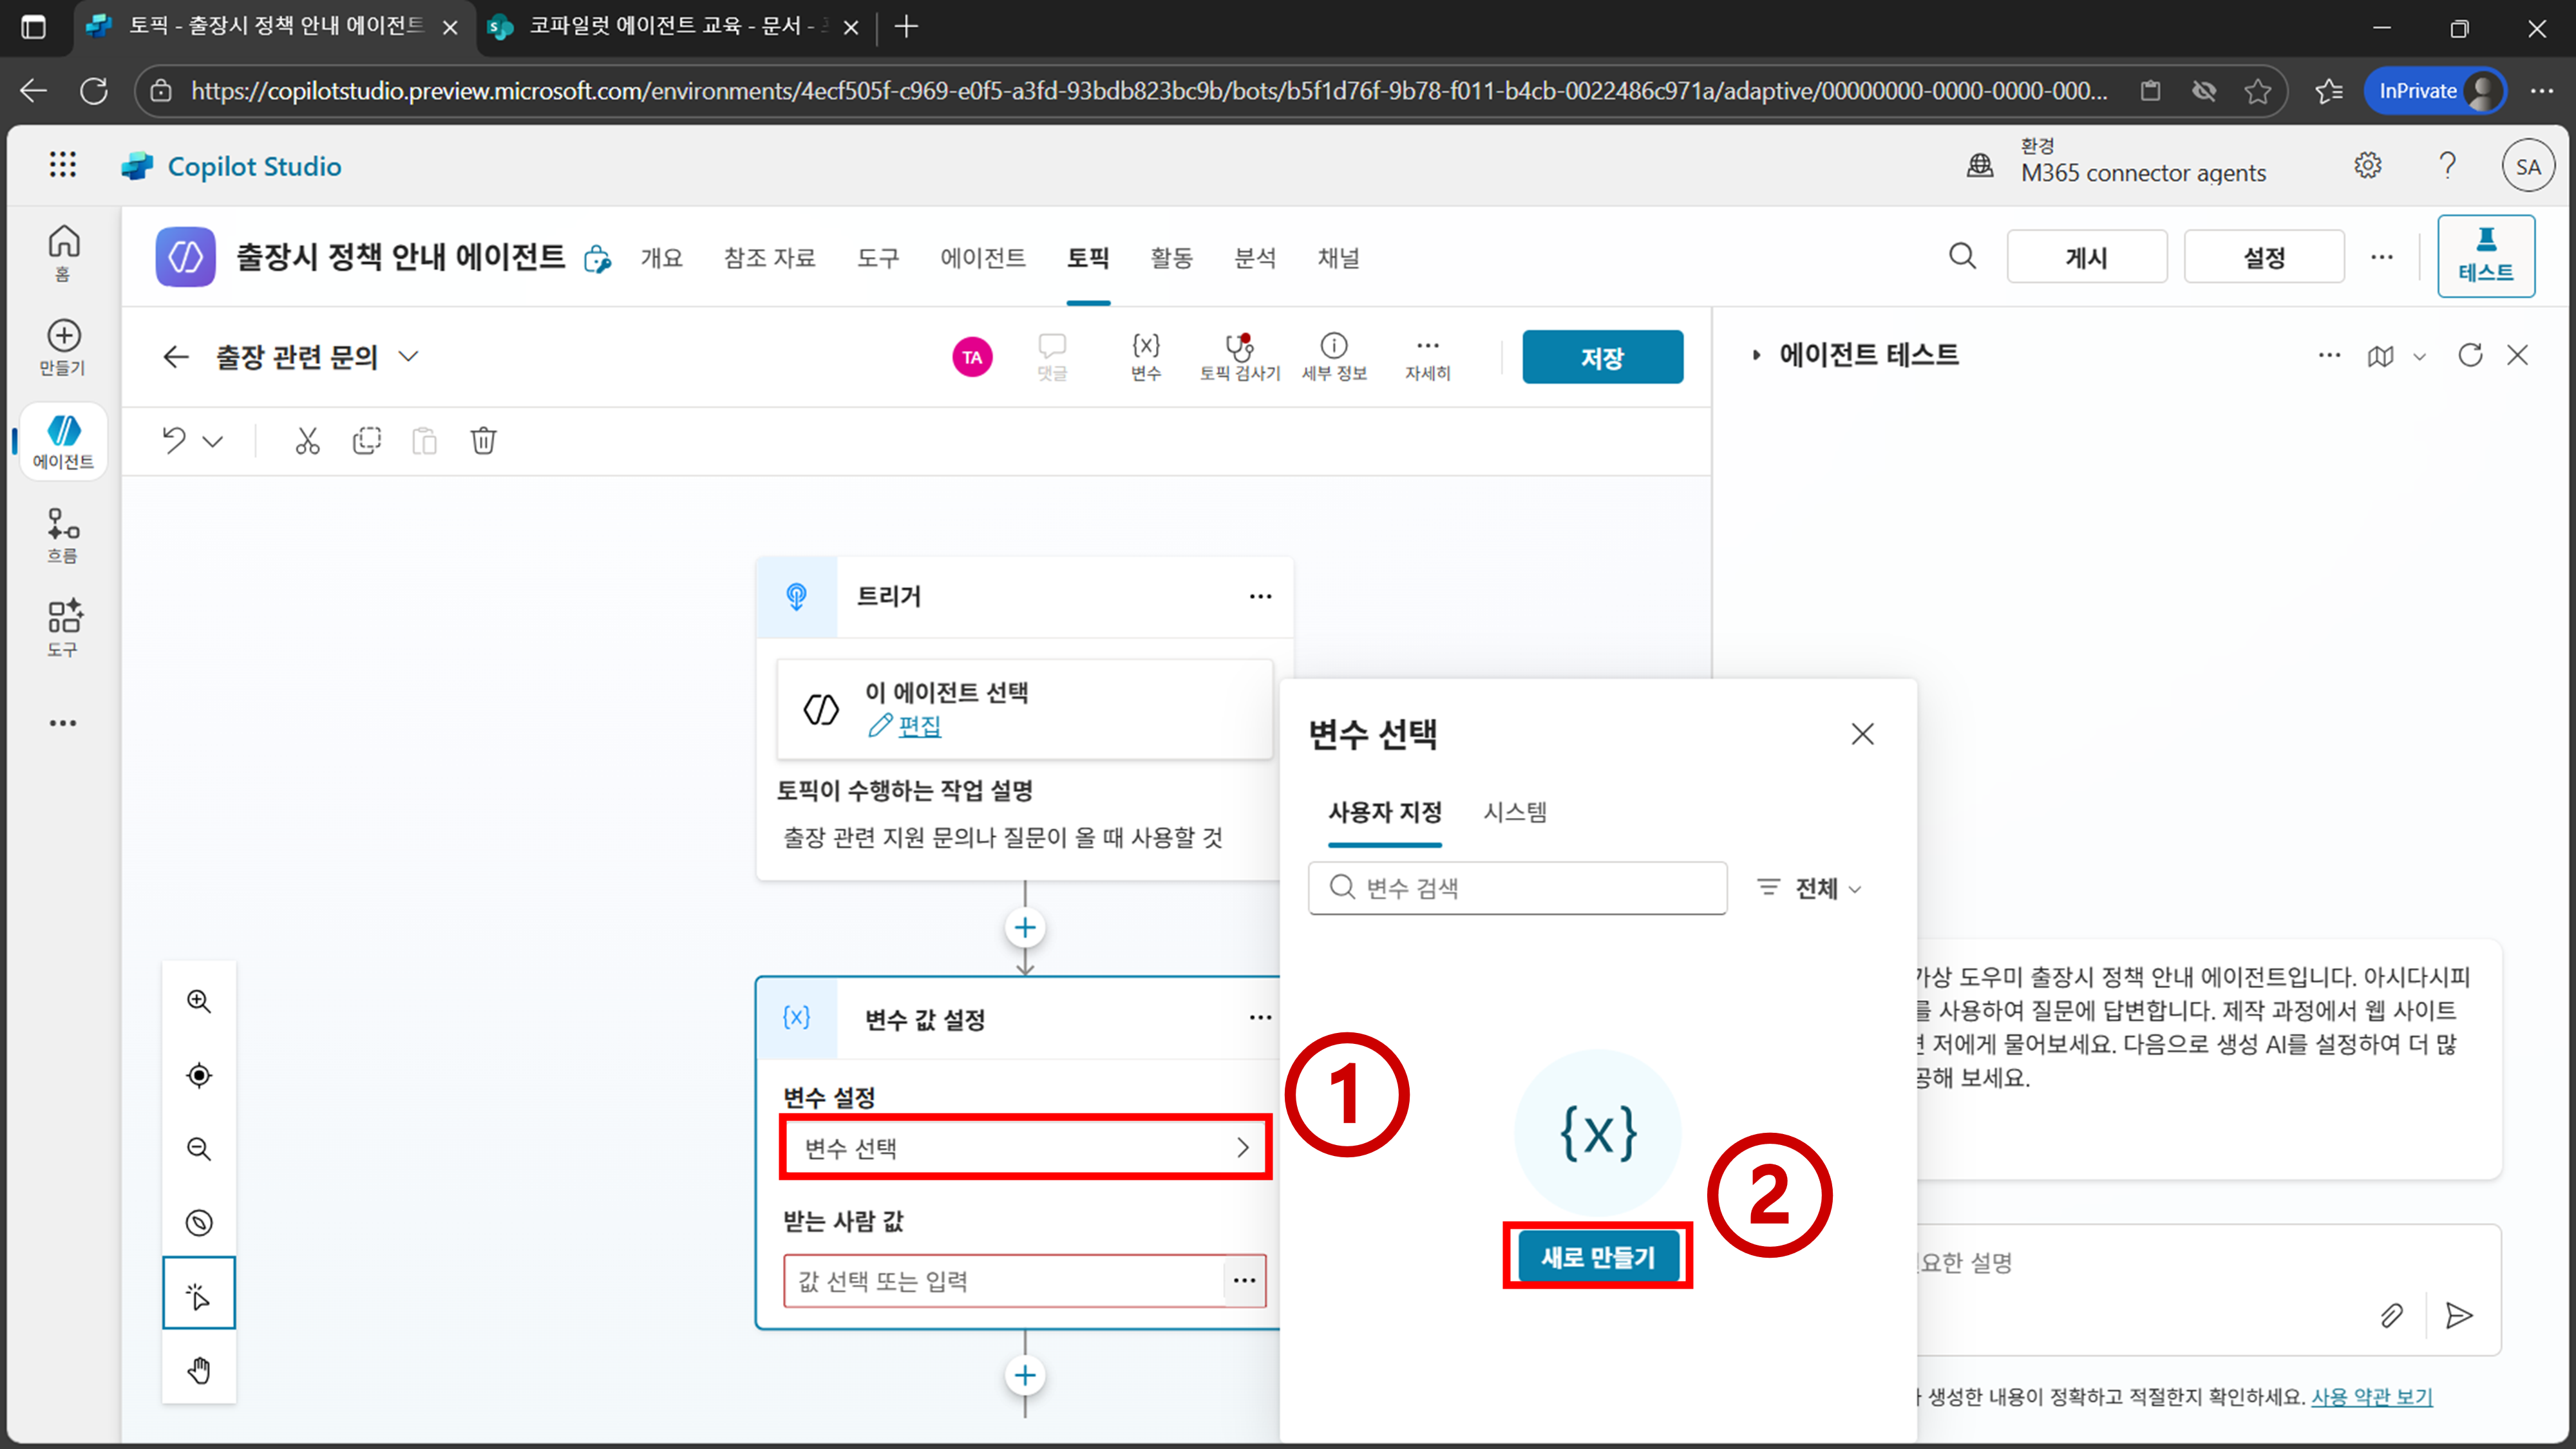 토픽 - 출장시 정책 안내 에이전트
코파일럿 에이전트 교육 - 문서 -
https://copilotstudio.preview.microsoft.com/environments/4ecf505f-c969-e0f5-a3fd-93bdb823bc9b/bots/b5f1d76f-9b78-f011-b4cb-0022486c971a/adaptive/00000000-0000-0000-000...
InPrivate
Copilot Studio
환경
M365 connector agents
SA
홈
만들기
에이전트
흐름
도구
출장시 정책 안내 에이전트
개요
참조 자료
도구
에이전트
토픽
활동
분석
채널
게시
설정
테스트
출장 관련 문의
TA
댓글
변수
토픽 검사기
세부 정보
자세히
저장
에이전트 테스트
트리거
이 에이전트 선택
편집
토픽이 수행하는 작업 설명
출장 관련 지원 문의나 질문이 올 때 사용할 것
{x}
변수 값 설정
변수 설정
변수 선택
받는 사람 값
값 선택 또는 입력
1
변수 선택
사용자 지정
시스템
변수 검색
전체
{x}
2
새로 만들기
가상 도우미 출장시 정책 안내 에이전트입니다. 아시다시피
를 사용하여 질문에 답변합니다. 제작 과정에서 웹 사이트
저에게 물어보세요. 다음으로 생성 AI를 설정하여 더 많
공해 보세요.
요한 설명
생성한 내용이 정확하고 적절한지 확인하세요. 사용 약관 보기